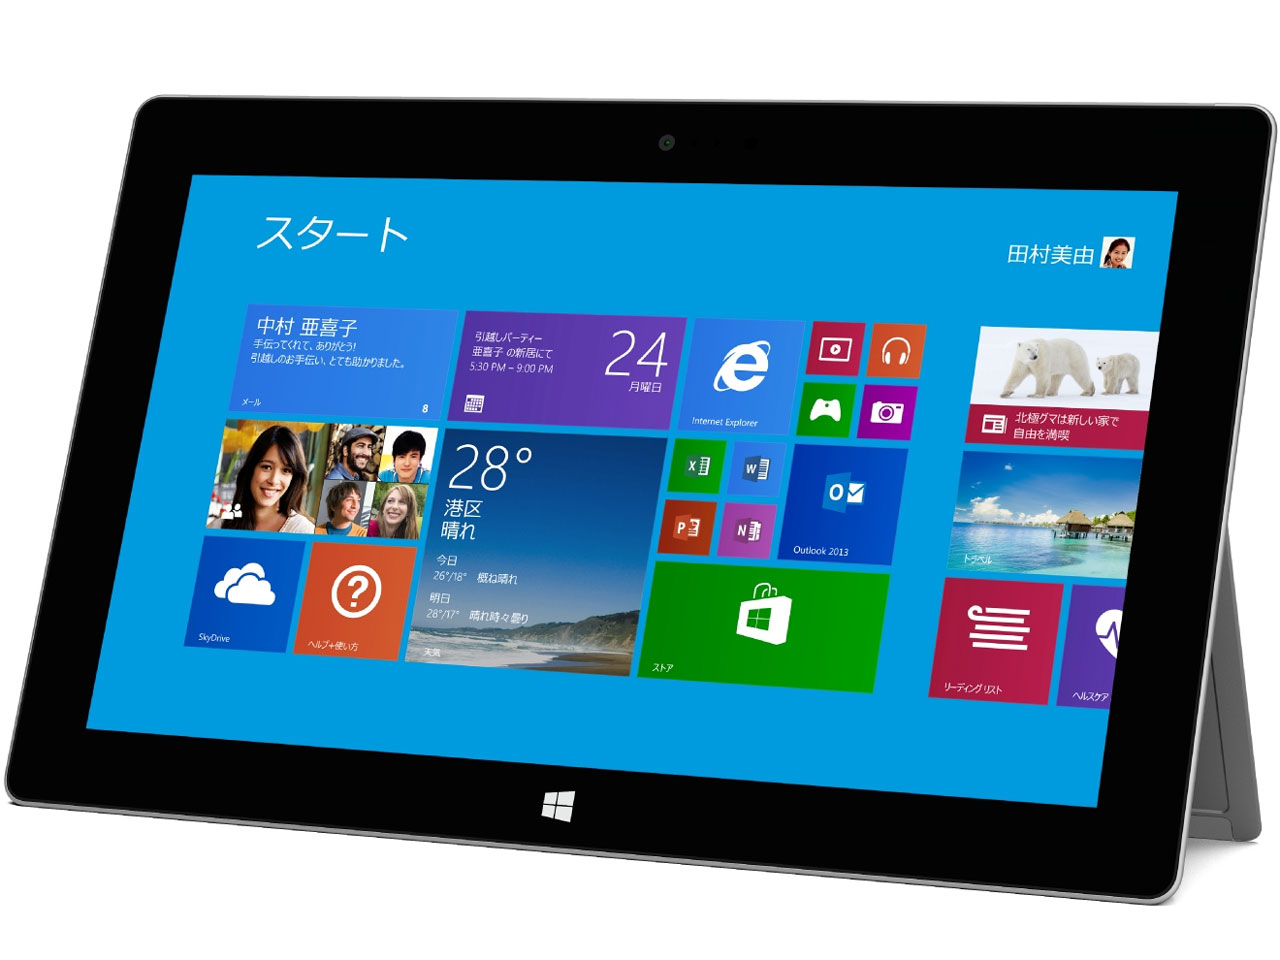 スタート
田村美由
中村 亜喜子
手伝ってくれて、ありがとう!
引越しのお手伝い、とても助かりました。
メール
8
引越しパーティー
亜喜子 の新居にて
5:30 PM – 9:00 PM
24
月曜日
Internet Explorer
北極グマは新しい家で
自由を満喫
28°
港区
晴れ
今日
26°/18° 概ね晴れ
明日
28°/17° 晴れ時々曇り
天気
X
W
P
N
O
Outlook 2013
トラベル
SkyDrive
?
ヘルプ+使い方
ストア
リーディング リスト
ヘルスケア